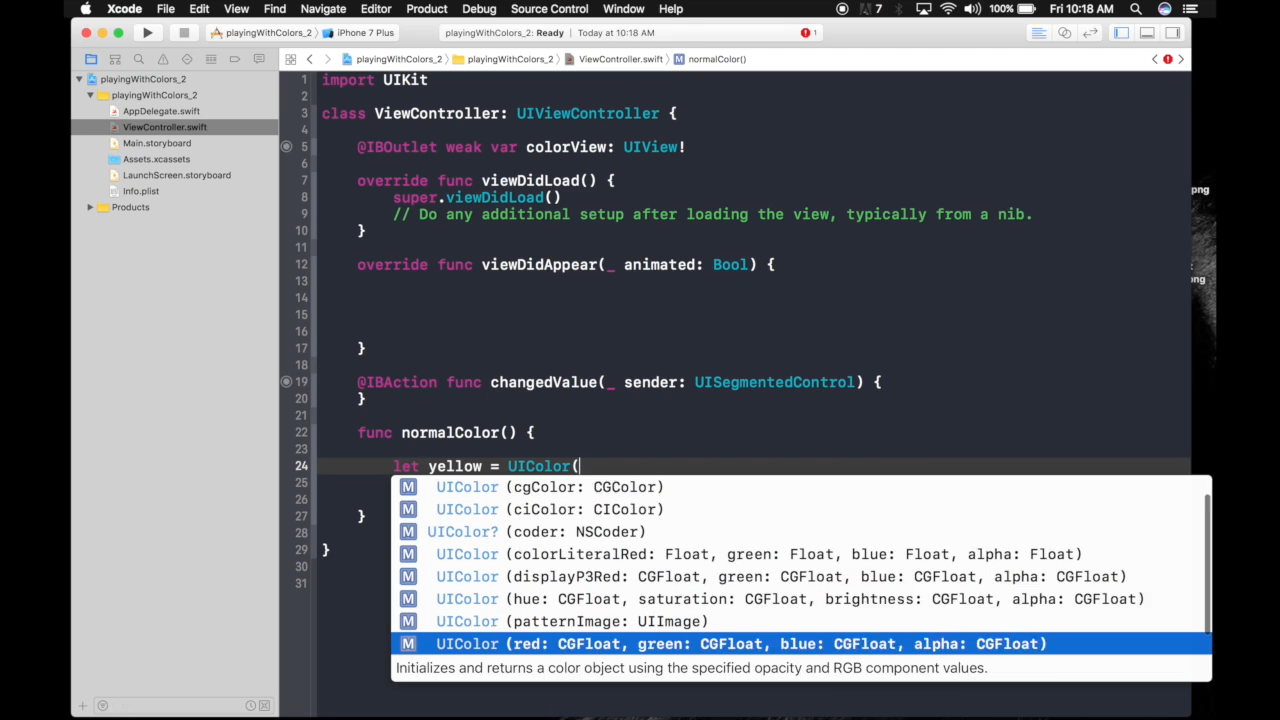 Xcode File Edit View Find Navigate Editor Product Debug Source Control Window Help 7 100% Fri 10:18 AM
playingWithColors_2 iPhone 7 Plus playingWithColors_2: Ready Today at 10:18 AM 1
playingWithColors_2 playingWithColors_2 ViewController.swift M normalColor()
playingWithColors_2
playingWithColors_2
AppDelegate.swift
ViewController.swift
Main.storyboard
Assets.xcassets
LaunchScreen.storyboard
Info.plist
Products
1 import UIKit
2
3 class ViewController: UIViewController {
4
5 @IBOutlet weak var colorView: UIView!
6
7 override func viewDidLoad() {
8 super.viewDidLoad()
9 // Do any additional setup after loading the view, typically from a nib.
10 }
11
12 override func viewDidAppear(_ animated: Bool) {
13
14
15
16
17 }
18
19 @IBAction func changedValue(_ sender: UISegmentedControl) {
20 }
21
22 func normalColor() {
23
24 let yellow = UIColor(
25
26
27 }
28
29 }
30
31
M UIColor (cgColor: CGColor)
M UIColor (ciColor: CIColor)
M UIColor? (coder: NSCoder)
M UIColor (colorLiteralRed: Float, green: Float, blue: Float, alpha: Float)
M UIColor (displayP3Red: CGFloat, green: CGFloat, blue: CGFloat, alpha: CGFloat)
M UIColor (hue: CGFloat, saturation: CGFloat, brightness: CGFloat, alpha: CGFloat)
M UIColor (patternImage: UIImage)
M UIColor (red: CGFloat, green: CGFloat, blue: CGFloat, alpha: CGFloat)
Initializes and returns a color object using the specified opacity and RGB component values.
png
png